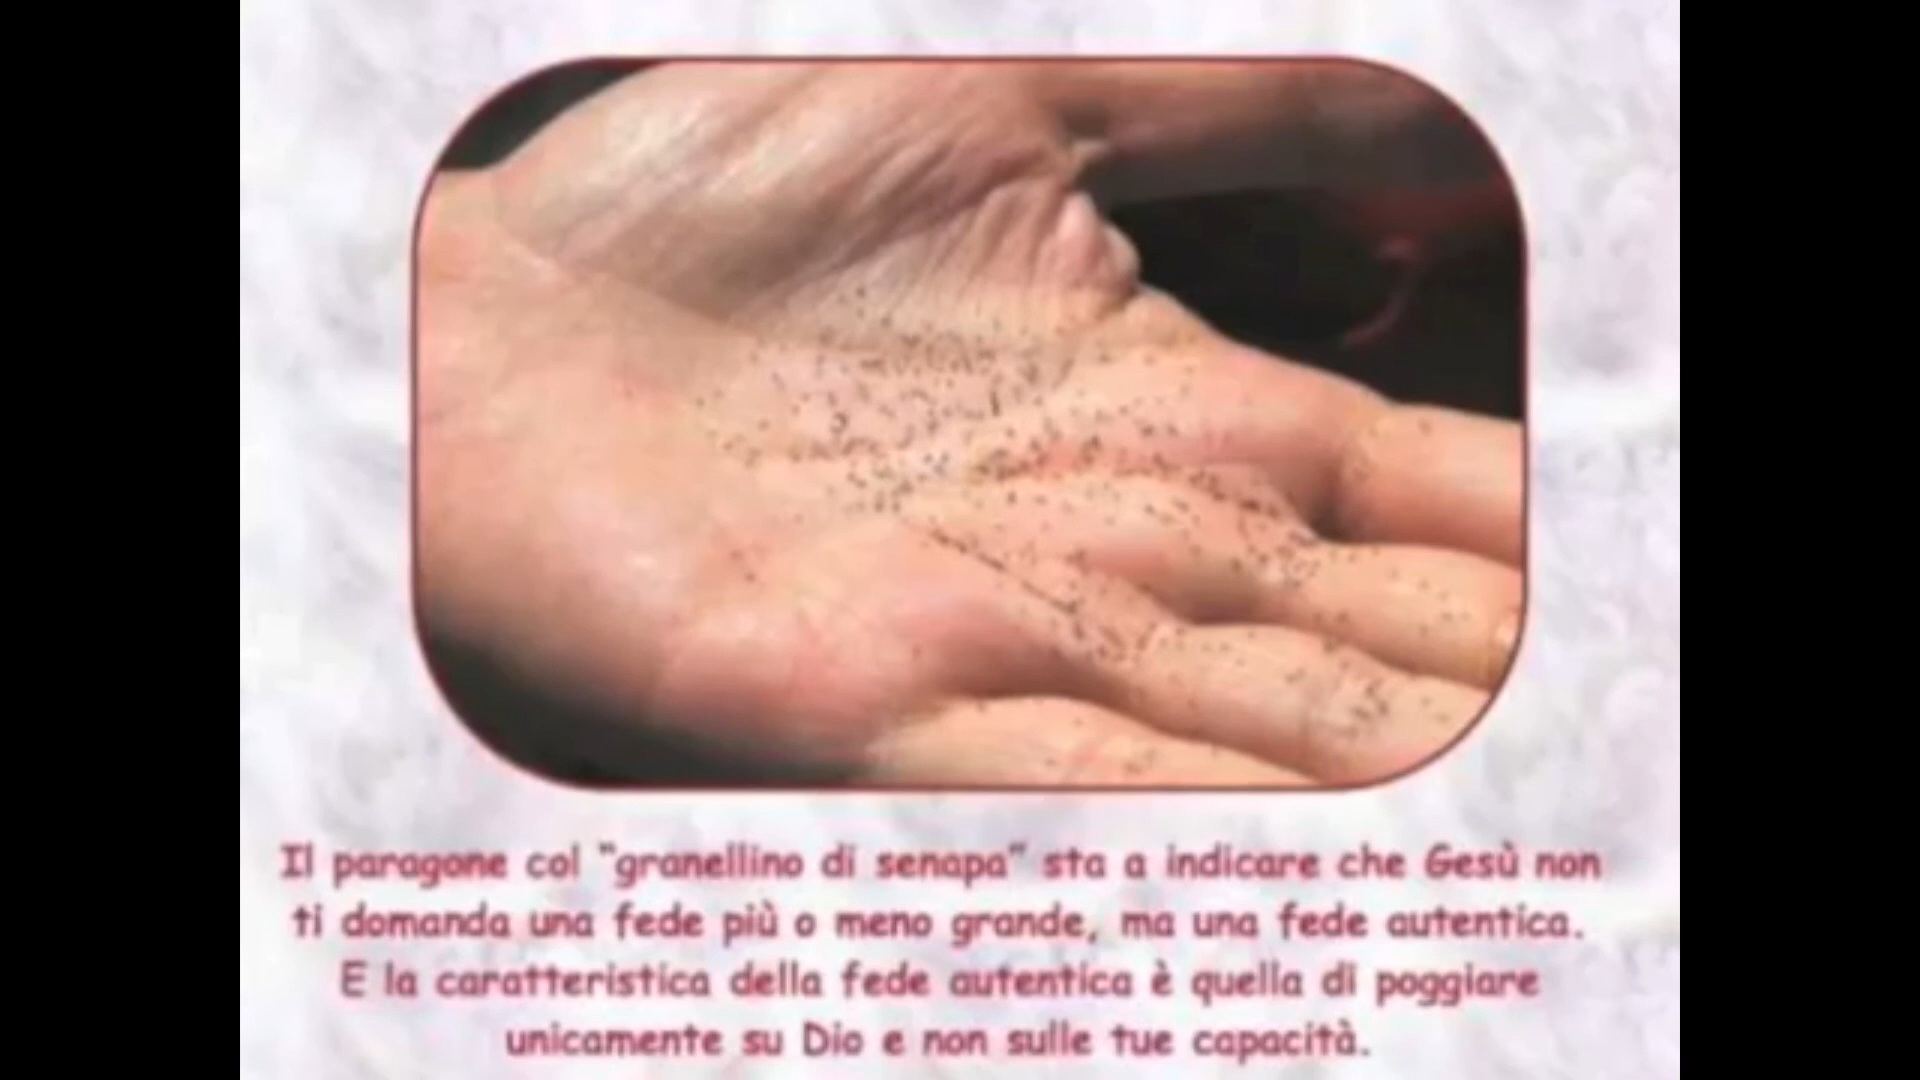 Il paragone col “granellino di senapa” sta a indicare che Gesù non
ti domanda una fede più o meno grande, ma una fede autentica.
E la caratteristica della fede autentica è quella di poggiare
unicamente su Dio e non sulle tue capacità.